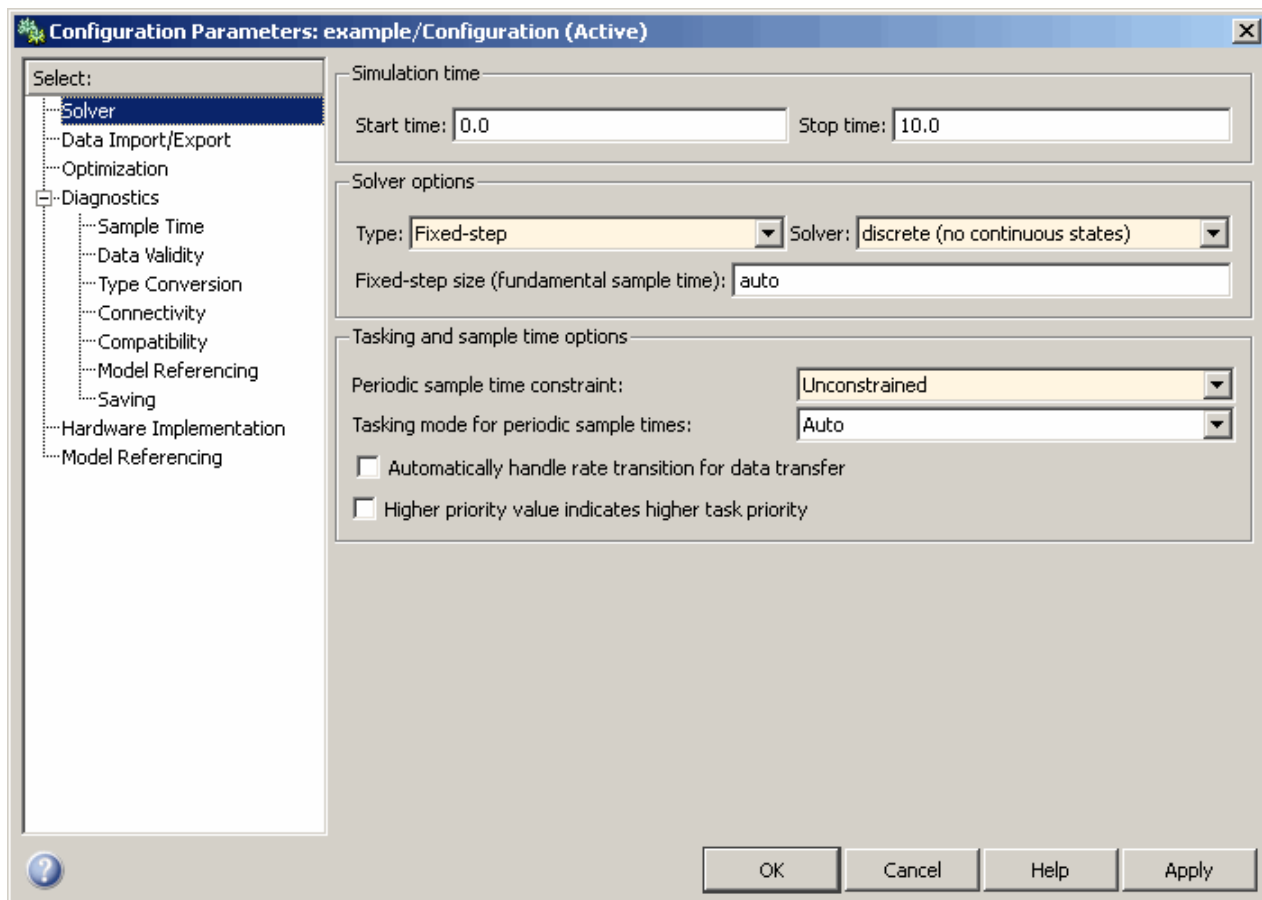 Configuration Parameters: example/Configuration (Active)
Select:
Solver
Data Import/Export
Optimization
Diagnostics
Sample Time
Data Validity
Type Conversion
Connectivity
Compatibility
Model Referencing
Saving
Hardware Implementation
Model Referencing
Simulation time
Start time: 0.0 Stop time: 10.0
Solver options
Type: Fixed-step Solver: discrete (no continuous states)
Fixed-step size (fundamental sample time): auto
Tasking and sample time options
Periodic sample time constraint: Unconstrained
Tasking mode for periodic sample times: Auto
Automatically handle rate transition for data transfer
Higher priority value indicates higher task priority
? OK Cancel Help Apply